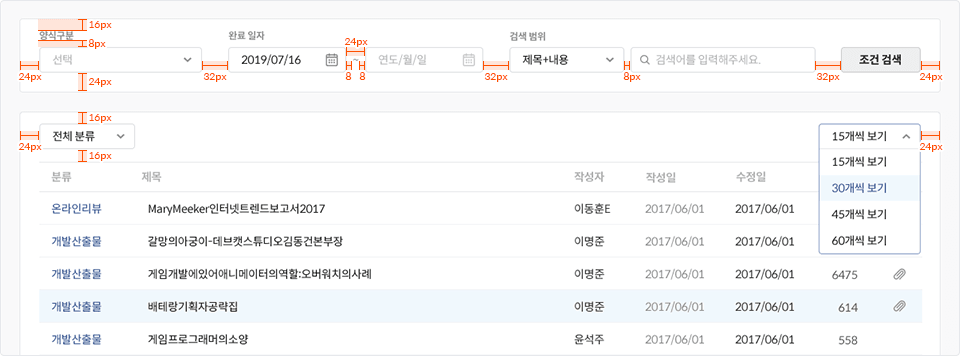 16px
양식구분 완료 일자 검색 범위
8px 24px
선택 2019/07/16 ~ 연도/월/일 제목+내용 검색어를 입력해주세요. 조건 검색
24px 32px 8 8 32px 8px 32px 24px
24px
16px
전체 분류 15개씩 보기
24px 24px
16px 15개씩 보기
분류 제목 작성자 작성일 수정일
30개씩 보기
온라인리뷰 MaryMeeker인터넷트렌드보고서2017 이동훈E 2017/06/01 2017/06/01 45개씩 보기
개발산출물 갈망의아궁이-데브캣스튜디오김동건본부장 이명준 2017/06/01 2017/06/01 60개씩 보기
개발산출물 게임개발에있어애니메이터의역할:오버워치의사례 이명준 2017/06/01 2017/06/01 6475
개발산출물 배테랑기획자공략집 이명준 2017/06/01 2017/06/01 614
개발산출물 게임프로그래머의소양 윤석주 2017/06/01 2017/06/01 558